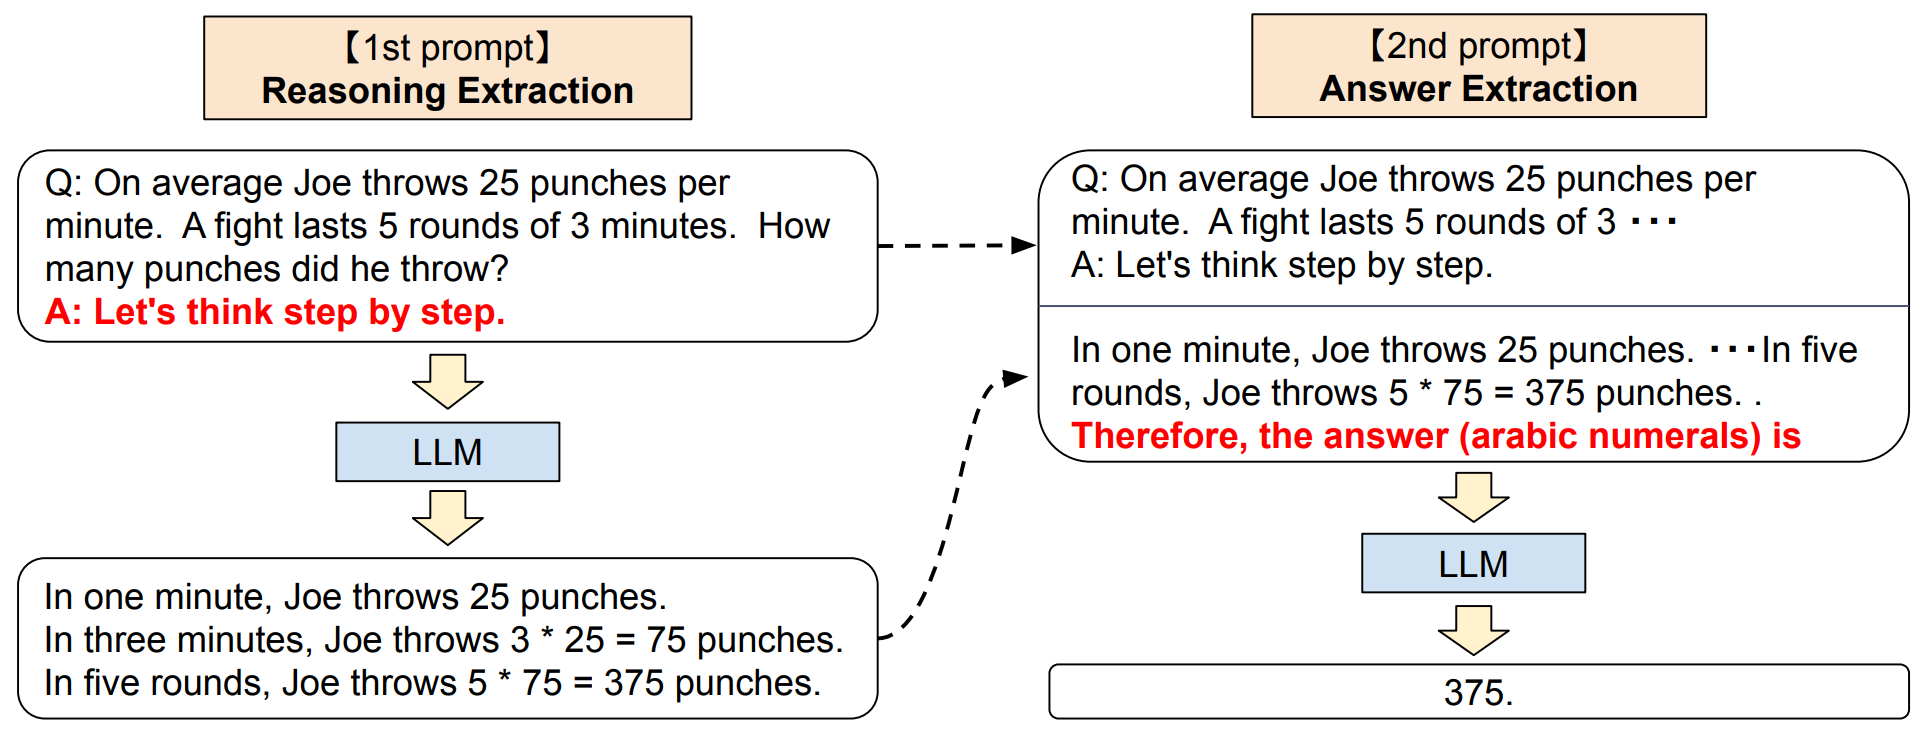 【1st prompt】
Reasoning Extraction
Q: On average Joe throws 25 punches per
minute.  A fight lasts 5 rounds of 3 minutes.  How
many punches did he throw?
A: Let's think step by step.
LLM
In one minute, Joe throws 25 punches.
In three minutes, Joe throws 3 * 25 = 75 punches.
In five rounds, Joe throws 5 * 75 = 375 punches.
【2nd prompt】
Answer Extraction
Q: On average Joe throws 25 punches per
minute.  A fight lasts 5 rounds of 3 ···
A: Let's think step by step.
In one minute, Joe throws 25 punches. ···In five
rounds, Joe throws 5 * 75 = 375 punches. .
Therefore, the answer (arabic numerals) is
LLM
375.